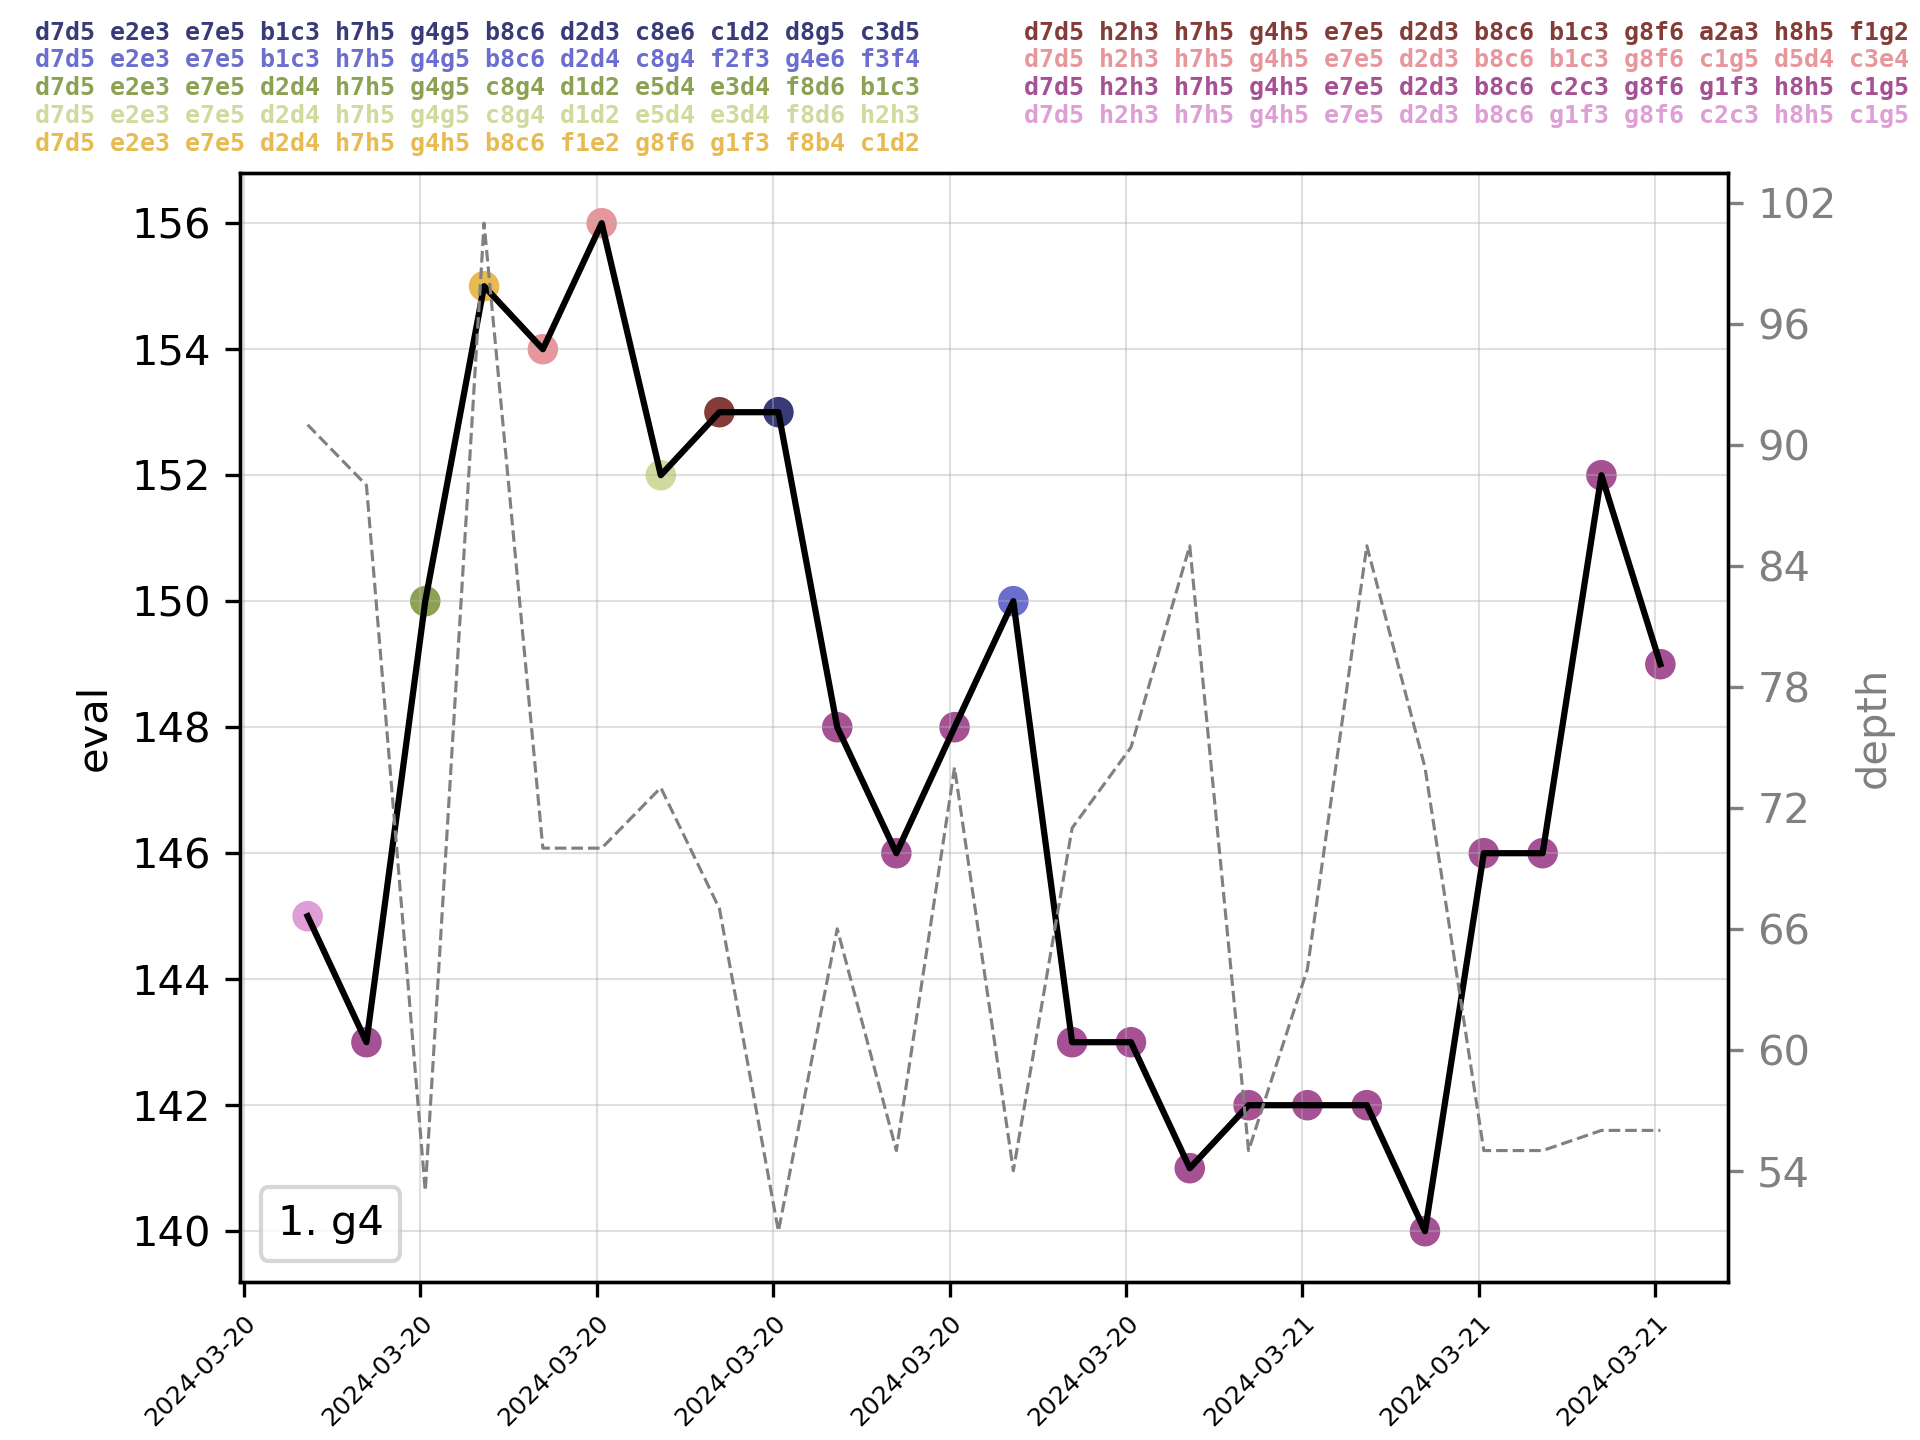 d7d5 e2e3 e7e5 b1c3 h7h5 g4g5 b8c6 d2d3 c8e6 c1d2 d8g5 c3d5
d7d5 e2e3 e7e5 b1c3 h7h5 g4g5 b8c6 d2d4 c8g4 f2f3 g4e6 f3f4
d7d5 e2e3 e7e5 d2d4 h7h5 g4g5 c8g4 d1d2 e5d4 e3d4 f8d6 b1c3
d7d5 e2e3 e7e5 d2d4 h7h5 g4g5 c8g4 d1d2 e5d4 e3d4 f8d6 h2h3
d7d5 e2e3 e7e5 d2d4 h7h5 g4h5 b8c6 f1e2 g8f6 g1f3 f8b4 c1d2
d7d5 h2h3 h7h5 g4h5 e7e5 d2d3 b8c6 b1c3 g8f6 a2a3 h8h5 f1g2
d7d5 h2h3 h7h5 g4h5 e7e5 d2d3 b8c6 b1c3 g8f6 c1g5 d5d4 c3e4
d7d5 h2h3 h7h5 g4h5 e7e5 d2d3 b8c6 c2c3 g8f6 g1f3 h8h5 c1g5
d7d5 h2h3 h7h5 g4h5 e7e5 d2d3 b8c6 g1f3 g8f6 c2c3 h8h5 c1g5
156
154
152
150
148
146
144
142
140
eval
102
96
90
84
78
72
66
60
54
depth
1. g4
2024-03-20
2024-03-20
2024-03-20
2024-03-20
2024-03-20
2024-03-20
2024-03-21
2024-03-21
2024-03-21